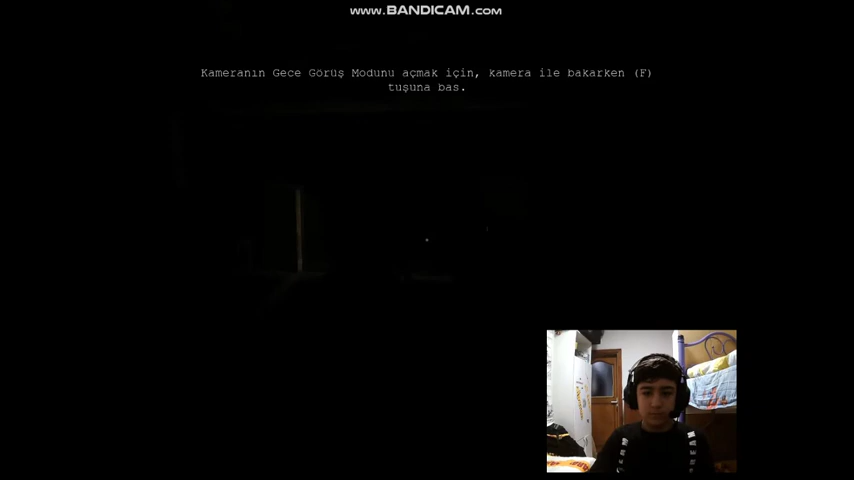 www.BANDICAM.com
Kameranın Gece Görüş Modunu açmak için, kamera ile bakarken (F)
tuşuna bas.